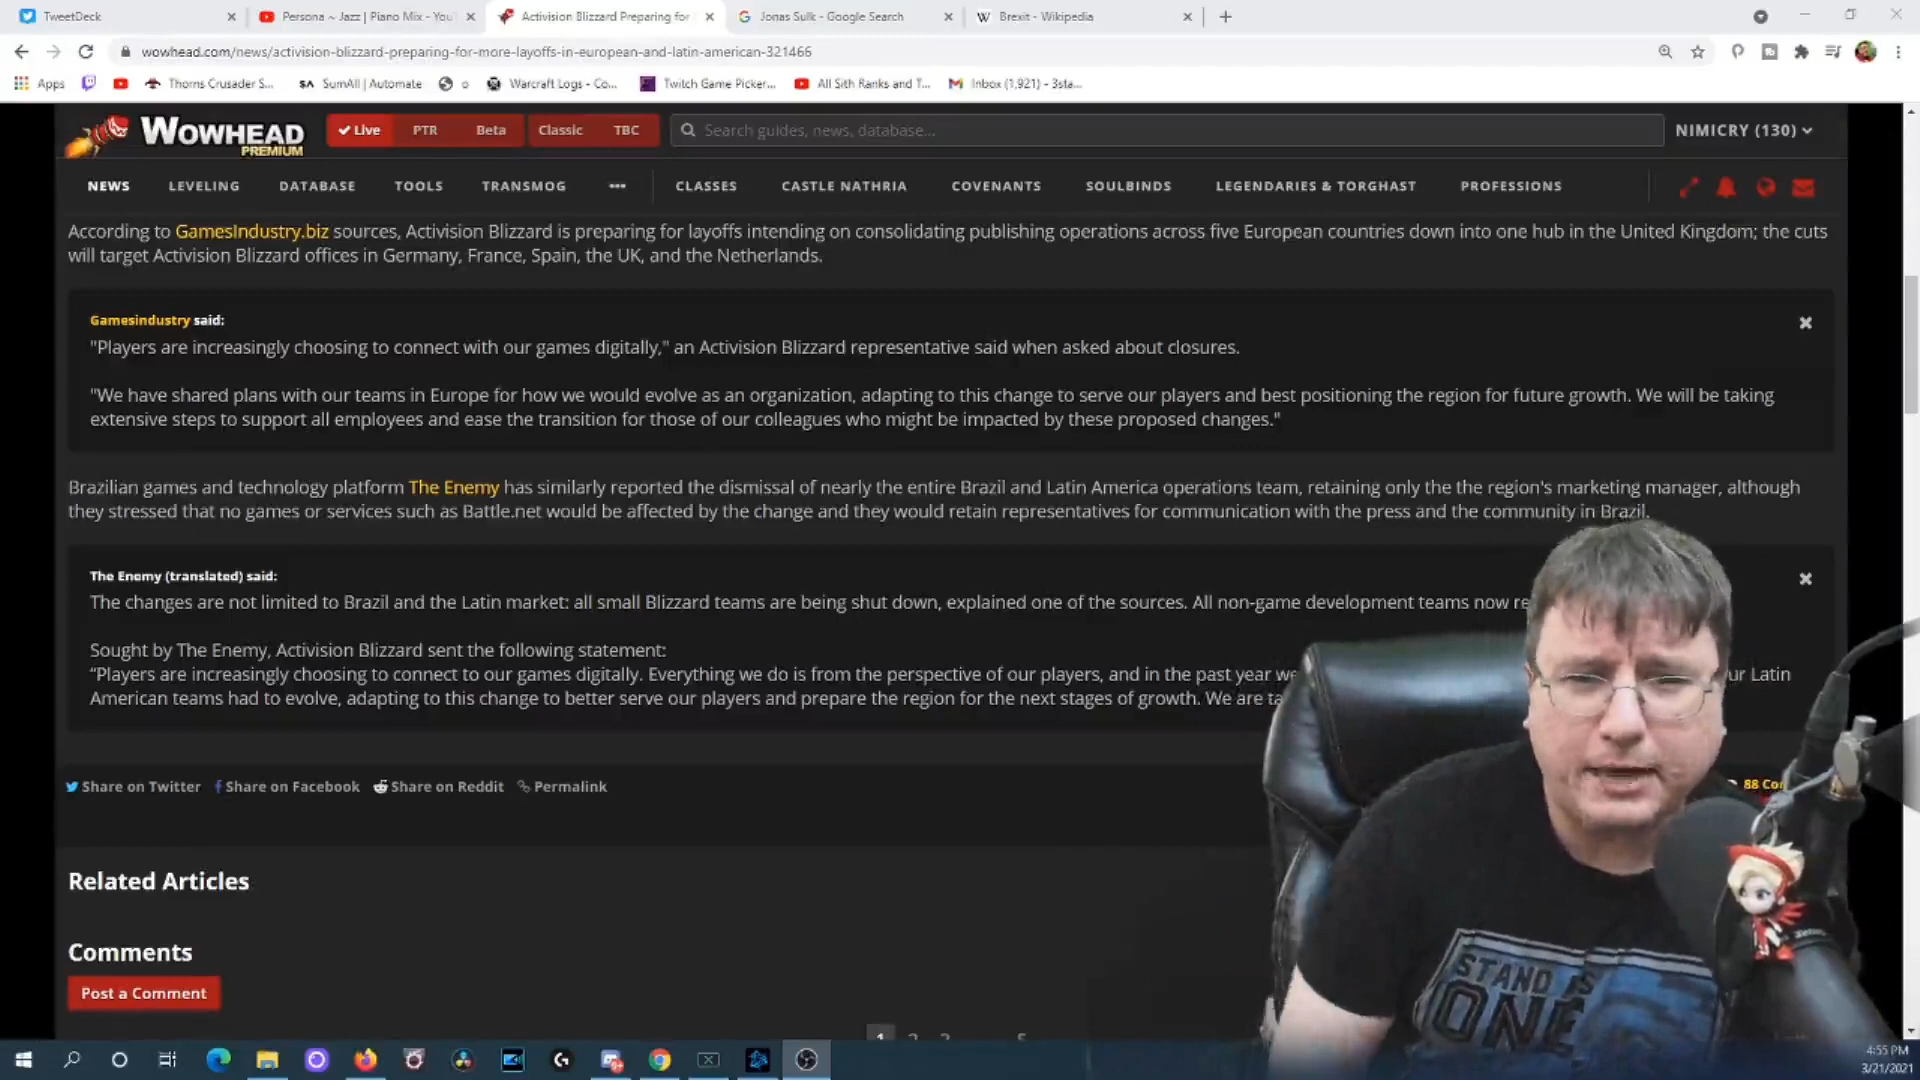 TweetDeck
Persona ~ Jazz | Piano Mix - You
Activision Blizzard Preparing for
Jonas Sulk - Google Search
Brexit - Wikipedia
wowhead.com/news/activision-blizzard-preparing-for-more-layoffs-in-european-and-latin-american-321466
Apps
Thorns Crusader S...
SumAll | Automate
o
Warcraft Logs - Co...
Twitch Game Picker...
All Sith Ranks and T...
Inbox (1,921) - 3sta...
WOWHEAD
PREMIUM
Live
PTR
Beta
Classic
TBC
Search guides, news, database...
NIMICRY (130)
NEWS
LEVELING
DATABASE
TOOLS
TRANSMOG
•••
CLASSES
CASTLE NATHRIA
COVENANTS
SOULBINDS
LEGENDARIES & TORGHAST
PROFESSIONS
According to GamesIndustry.biz sources, Activision Blizzard is preparing for layoffs intending on consolidating publishing operations across five European countries down into one hub in the United Kingdom; the cuts
will target Activision Blizzard offices in Germany, France, Spain, the UK, and the Netherlands.
Gamesindustry said:
"Players are increasingly choosing to connect with our games digitally," an Activision Blizzard representative said when asked about closures.
"We have shared plans with our teams in Europe for how we would evolve as an organization, adapting to this change to serve our players and best positioning the region for future growth. We will be taking
extensive steps to support all employees and ease the transition for those of our colleagues who might be impacted by these proposed changes."
Brazilian games and technology platform The Enemy has similarly reported the dismissal of nearly the entire Brazil and Latin America operations team, retaining only the the region's marketing manager, although
they stressed that no games or services such as Battle.net would be affected by the change and they would retain representatives for communication with the press and the community in Brazil.
The Enemy (translated) said:
The changes are not limited to Brazil and the Latin market: all small Blizzard teams are being shut down, explained one of the sources. All non-game development teams now re
Sought by The Enemy, Activision Blizzard sent the following statement:
“Players are increasingly choosing to connect to our games digitally. Everything we do is from the perspective of our players, and in the past year we ur Latin
American teams had to evolve, adapting to this change to better serve our players and prepare the region for the next stages of growth. We are ta
Share on Twitter
Share on Facebook
Share on Reddit
Permalink
88 Co
Related Articles
Comments
Post a Comment
1 2 3 ... 5
STAND AS
ONE
4:55 PM
3/21/2021